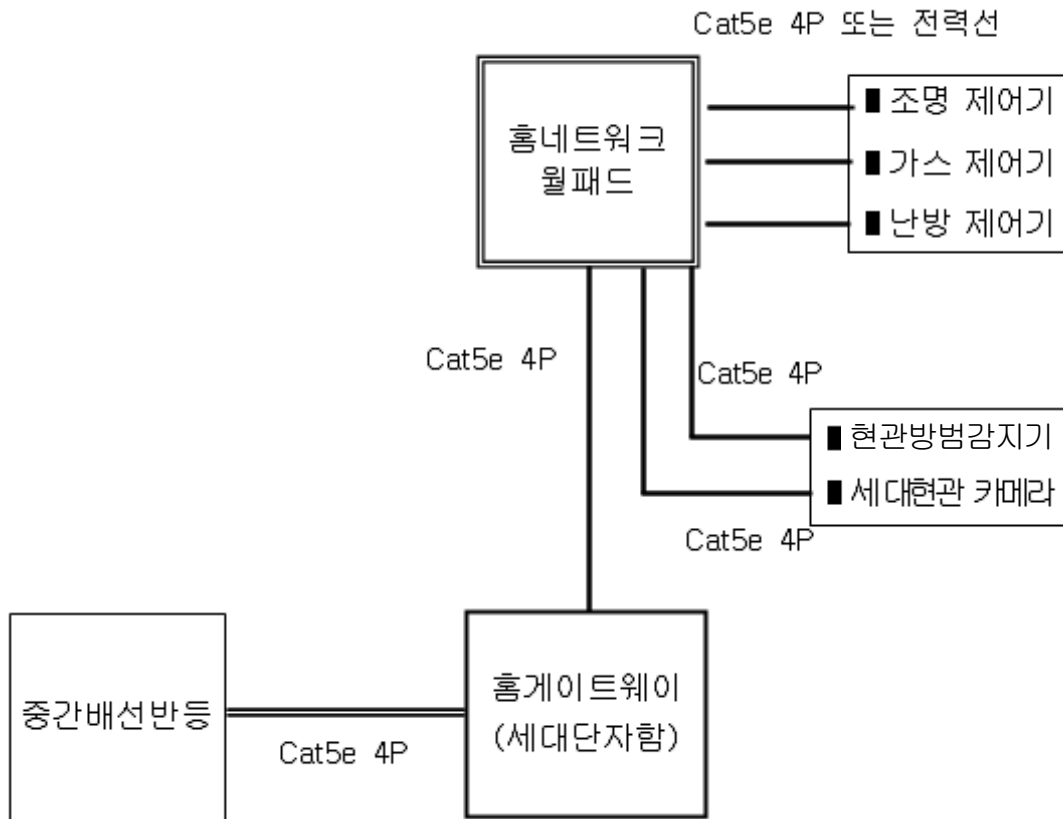 Cat5e 4P 또는 전력선
홈네트워크
월패드
■ 조명 제어기
■ 가스 제어기
■ 난방 제어기
Cat5e 4P
Cat5e 4P
■ 현관방범감지기
■ 세대현관 카메라
Cat5e 4P
중간배선반등
Cat5e 4P
홈게이트웨이
(세대단자함)